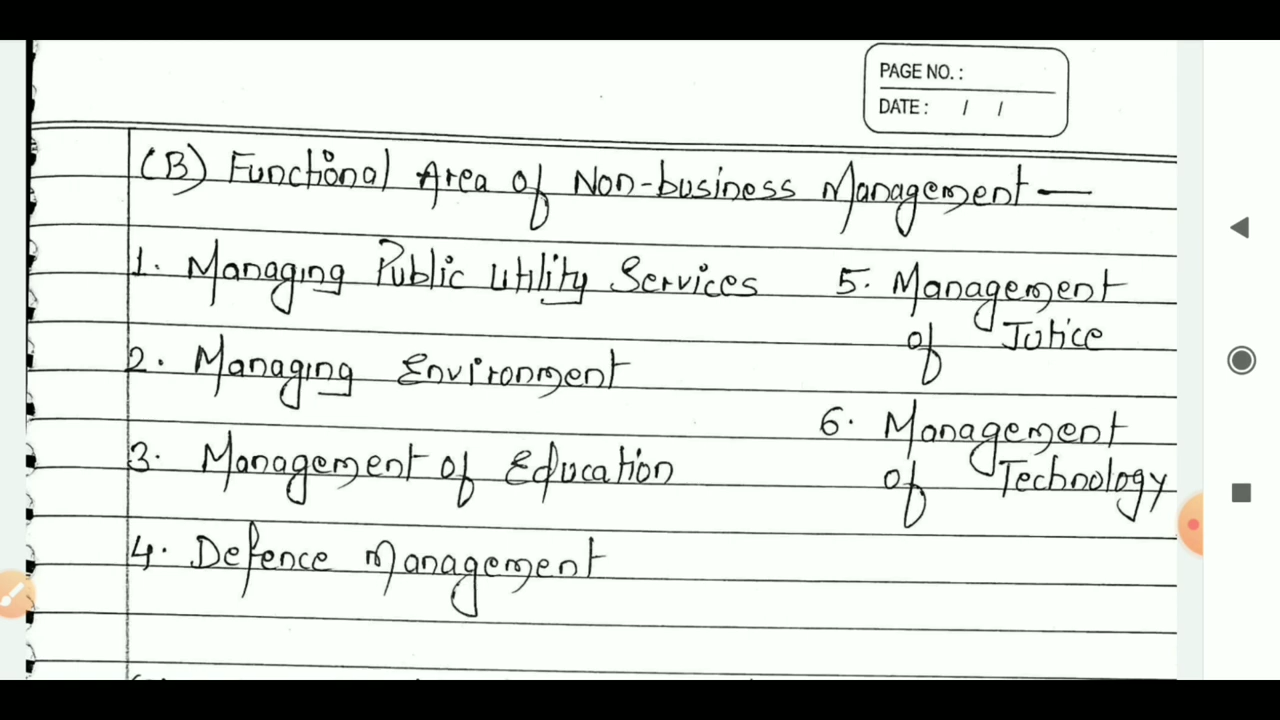 PAGE NO. :
DATE : / /
(B) Functional Area of Non-business Management —
1. Managing Public Utility Services
2. Managing Environment
3. Management of Education
4. Defence Management
5. Management
of Jutice
6. Management
of Technology